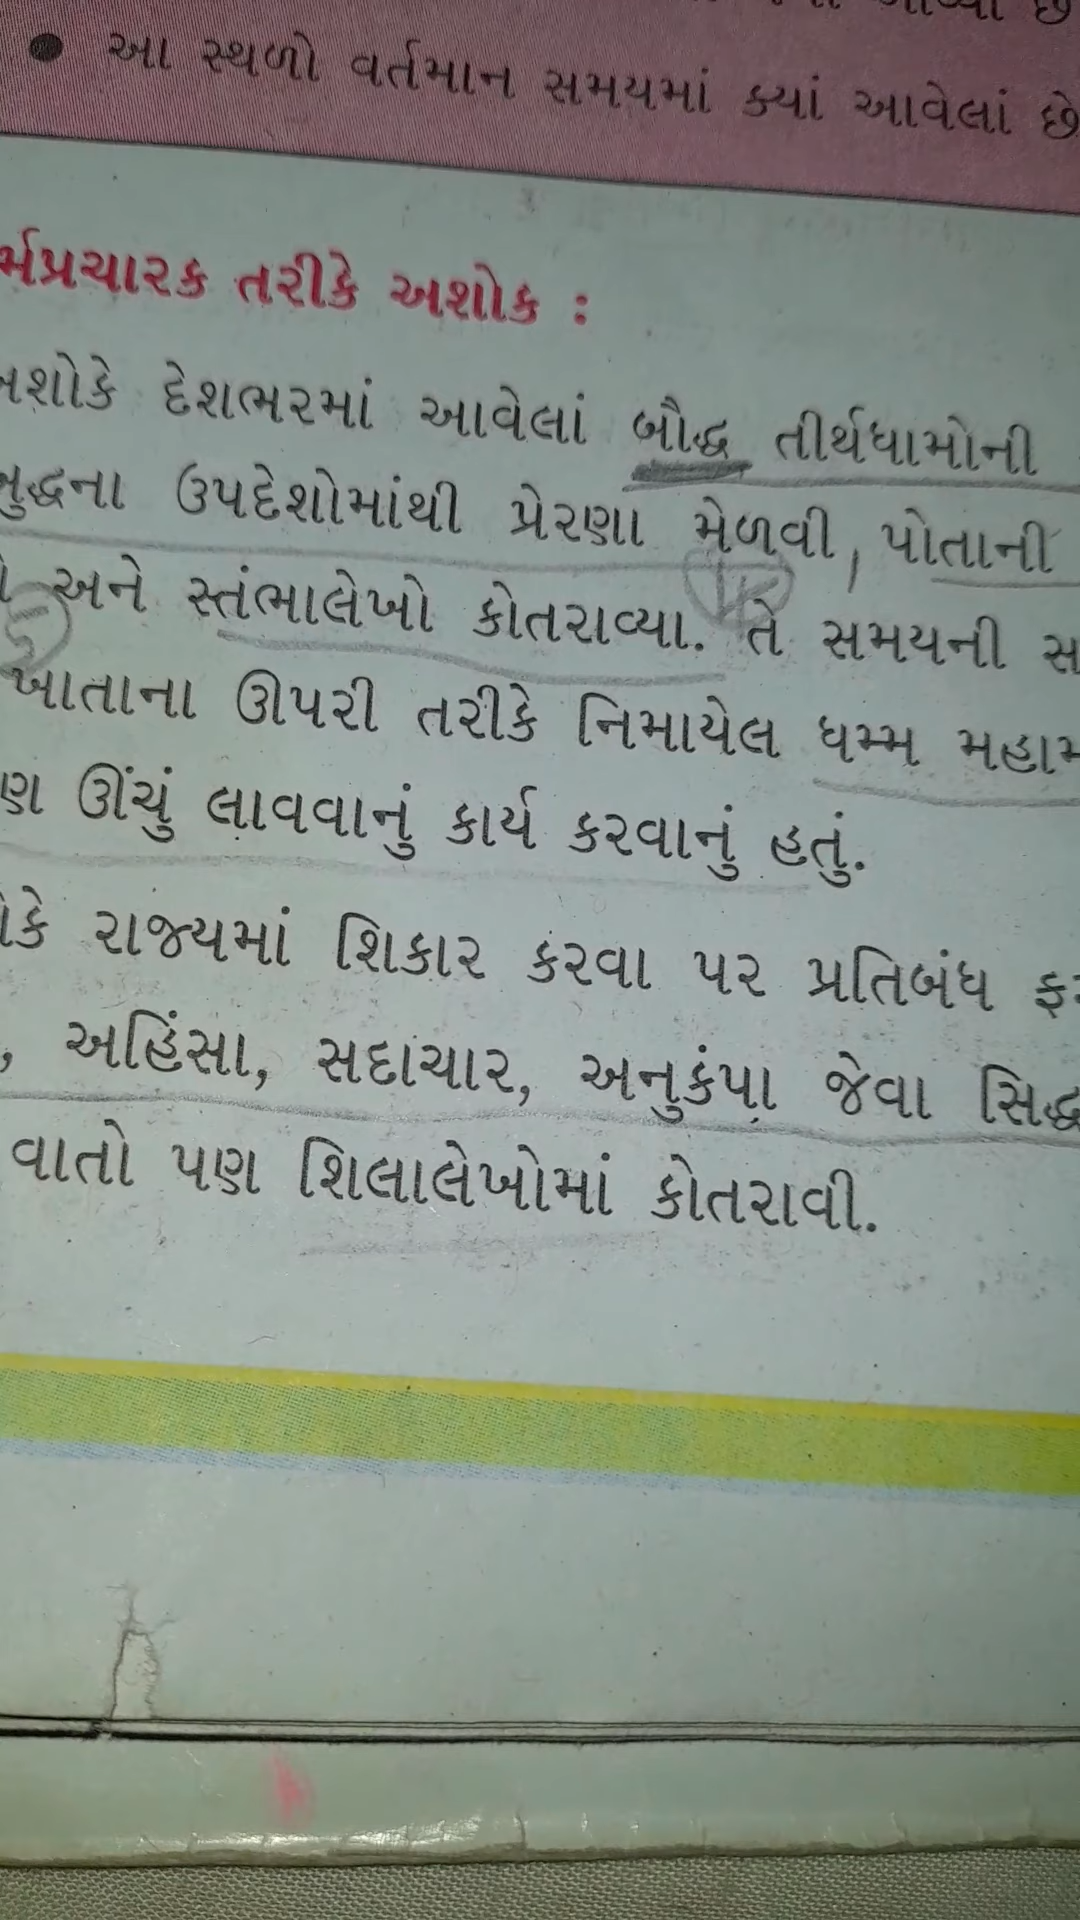 આ સ્થળો વર્તમાન સમયમાં ક્યાં આવેલાં છે
ર્મપ્રચારક તરીકે અશોક :
શોકે દેશભરમાં આવેલાં બૌદ્ધ તીર્થધામોની
બુદ્ધના ઉપદેશોમાંથી પ્રેરણા મેળવી, પોતાની
અને સ્તંભાલેખો કોતરાવ્યા. તે સમયની સ
ખાતાના ઊપરી તરીકે નિમાયેલ ધમ્મ મહામ
ણ ઊંચું લાવવાનું કાર્ય કરવાનું હતું.
કે રાજ્યમાં શિકાર કરવા પર પ્રતિબંધ ફ
, અહિંસા, સદાચાર, અનુકંપા જેવા સિદ્ધ
વાતો પણ શિલાલેખોમાં કોતરાવી.